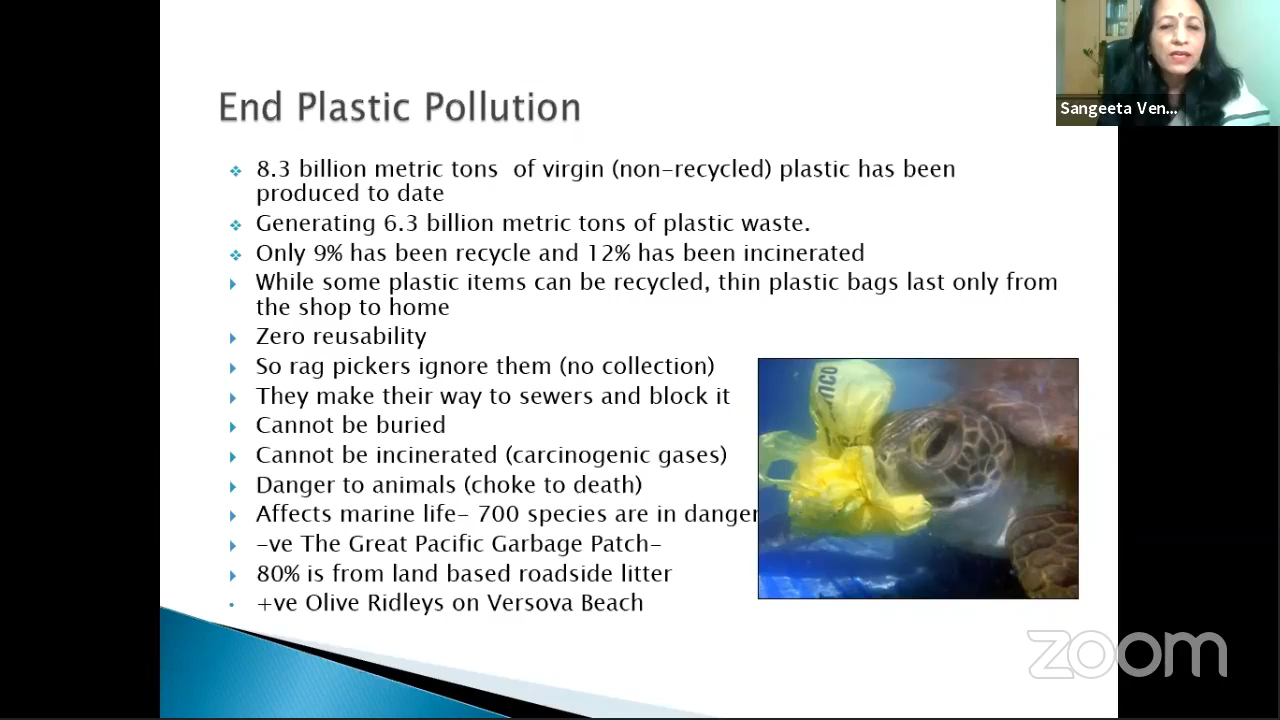 End Plastic Pollution
Sangeeta Ven...
8.3 billion metric tons of virgin (non-recycled) plastic has been
produced to date
Generating 6.3 billion metric tons of plastic waste.
Only 9% has been recycle and 12% has been incinerated
While some plastic items can be recycled, thin plastic bags last only from
the shop to home
Zero reusability
So rag pickers ignore them (no collection)
They make their way to sewers and block it
Cannot be buried
Cannot be incinerated (carcinogenic gases)
Danger to animals (choke to death)
Affects marine life- 700 species are in danger
-ve The Great Pacific Garbage Patch-
80% is from land based roadside litter
+ve Olive Ridleys on Versova Beach
zoom